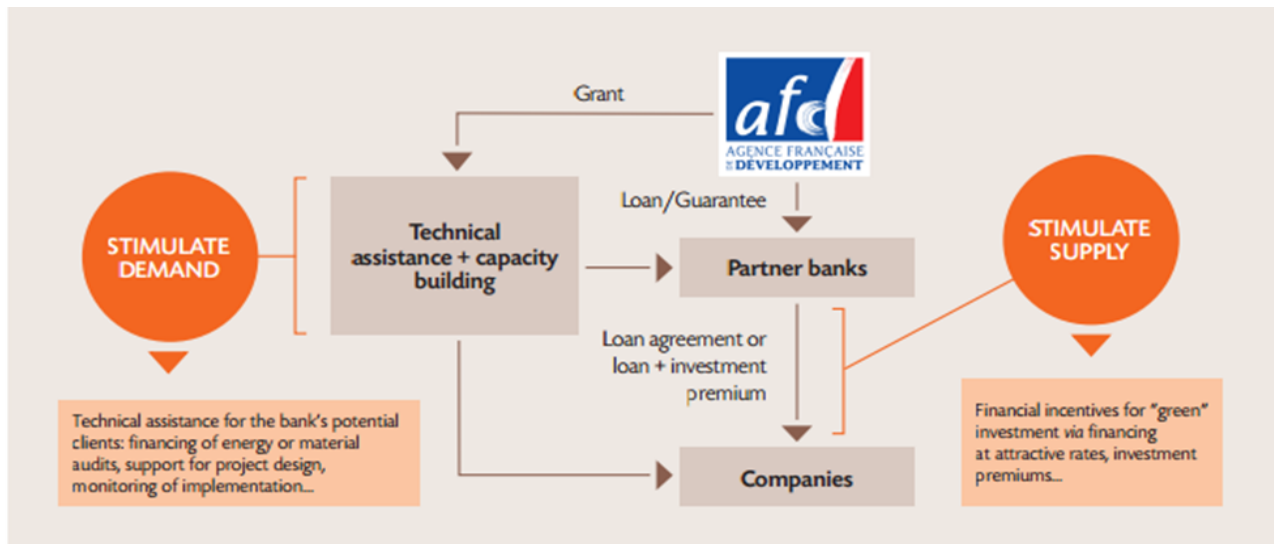 Grant
afd
AGENCE FRANÇAISE
DE DÉVELOPPEMENT
Loan/Guarantee
STIMULATE
DEMAND
Technical
assistance + capacity
building
Partner banks
STIMULATE
SUPPLY
Loan agreement or
loan + investment
premium
Technical assistance for the bank's potential
clients: financing of energy or material
audits, support for project design,
monitoring of implementation...
Companies
Financial incentives for "green"
investment via financing
at attractive rates, investment
premiums...